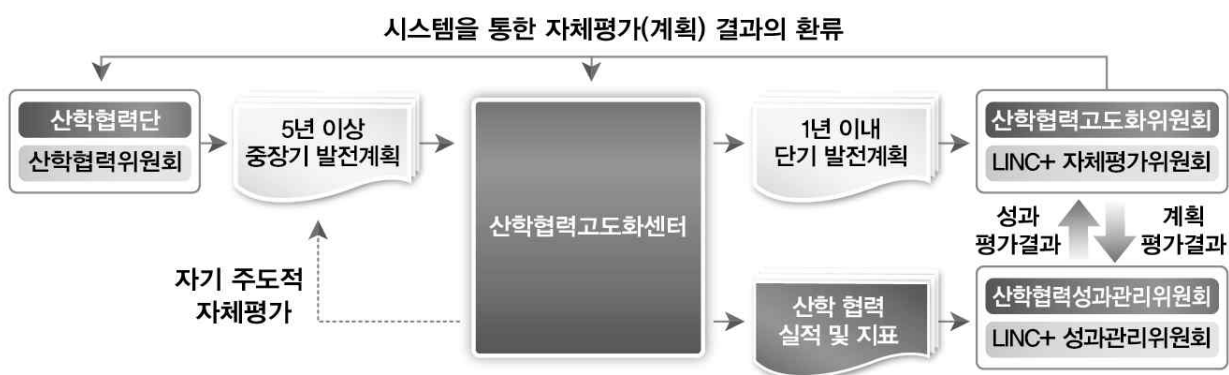 시스템을 통한 자체평가(계획) 결과의 환류
산학협력단
산학협력위원회
5년 이상
중장기 발전계획
산학협력고도화센터
1년 이내
단기 발전계획
산학협력고도화위원회
LINC+ 자체평가위원회
성과
평가결과
계획
평가결과
자기 주도적
자체평가
산학 협력
실적 및 지표
산학협력성과관리위원회
LINC+ 성과관리위원회